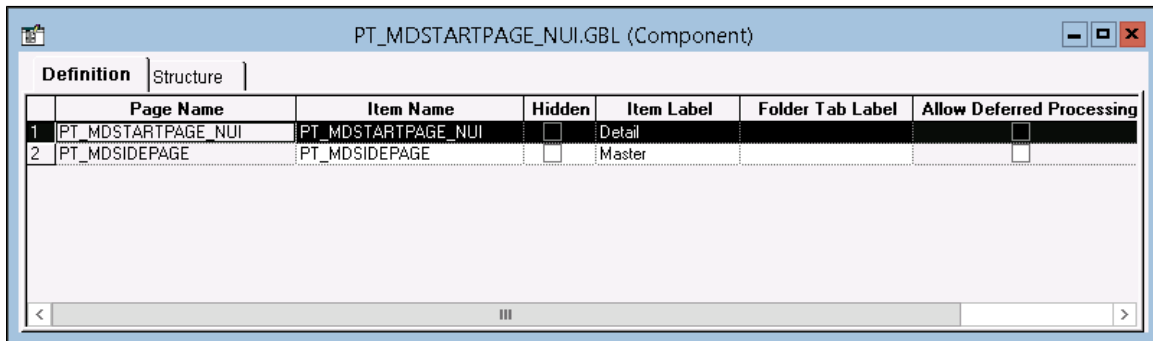 PT_MDSTARTPAGE_NUI.GBL (Component)
Definition Structure
Page Name Item Name Hidden Item Label Folder Tab Label Allow Deferred Processing
1 PT_MDSTARTPAGE_NUI PT_MDSTARTPAGE_NUI Detail
2 PT_MDSIDEPAGE PT_MDSIDEPAGE Master